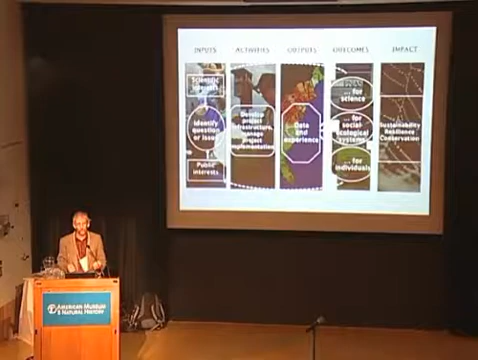 INPUTS
ACTIVITIES
OUTPUTS
OUTCOMES
IMPACT
Scientific
interests
Identify
question
or issue
Public
interests
Develop
project
infrastructure,
manage
project
implementation
Data
and
experience
... for
science
... for
social-
ecological
systems
... for
individuals
Sustainability
Resilience
Conservation
AMERICAN MUSEUM
& NATURAL HISTORY